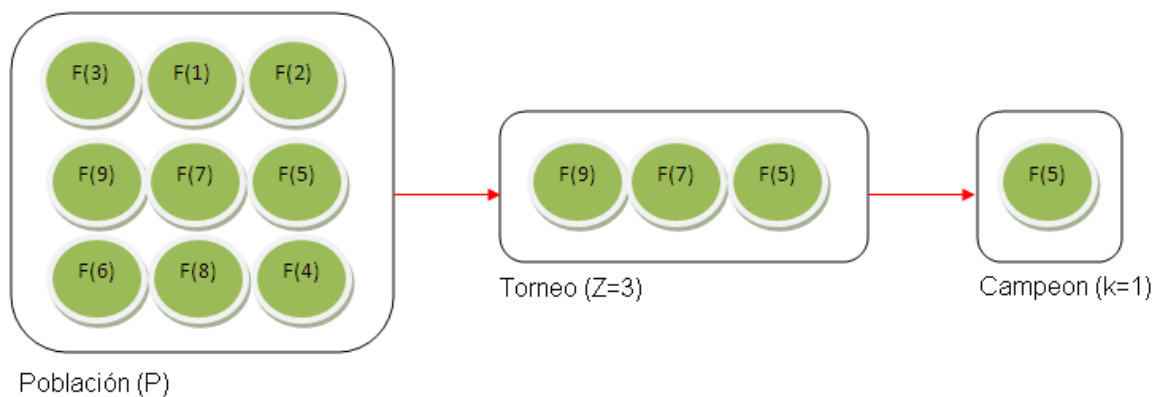 F(3) F(1) F(2)
F(9) F(7) F(5)
F(6) F(8) F(4)
Población (P)
F(9) F(7) F(5)
Torneo (Z=3)
F(5)
Campeon (k=1)